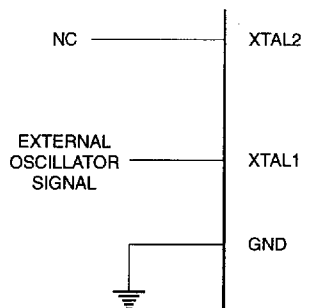 NC
XTAL2
EXTERNAL
OSCILLATOR
SIGNAL
XTAL1
GND